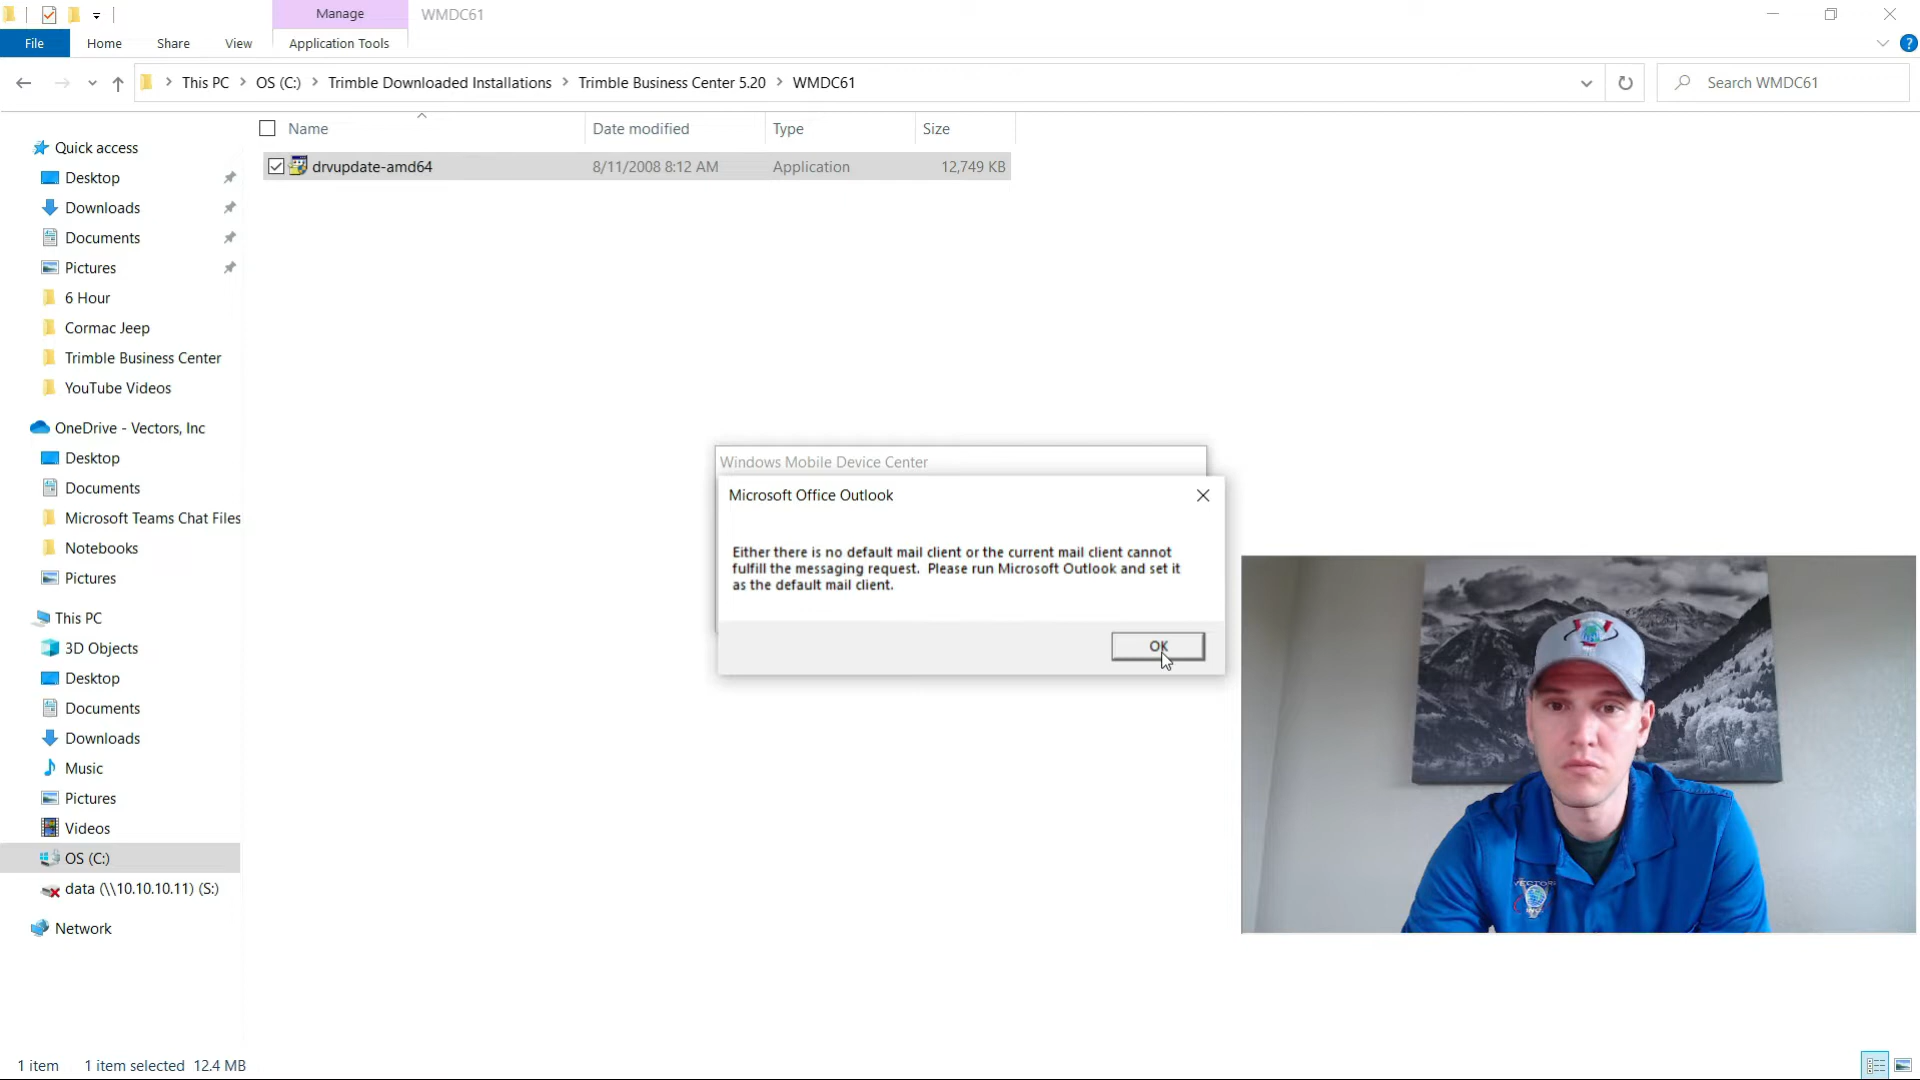 Manage
WMDC61
File
Home
Share
View
Application Tools
This PC > OS (C:) > Trimble Downloaded Installations > Trimble Business Center 5.20 > WMDC61
Search WMDC61
Name
Date modified
Type
Size
drvupdate-amd64
8/11/2008 8:12 AM
Application
12,749 KB
Quick access
Desktop
Downloads
Documents
Pictures
6 Hour
Cormac Jeep
Trimble Business Center
YouTube Videos
OneDrive - Vectors, Inc
Desktop
Documents
Microsoft Teams Chat Files
Notebooks
Pictures
This PC
3D Objects
Desktop
Documents
Downloads
Music
Pictures
Videos
OS (C:)
data (\\10.10.10.11) (S:)
Network
Windows Mobile Device Center
Microsoft Office Outlook
Either there is no default mail client or the current mail client cannot
fulfill the messaging request.  Please run Microsoft Outlook and set it
as the default mail client.
OK
VECTORS
INC
1 item
1 item selected
12.4 MB